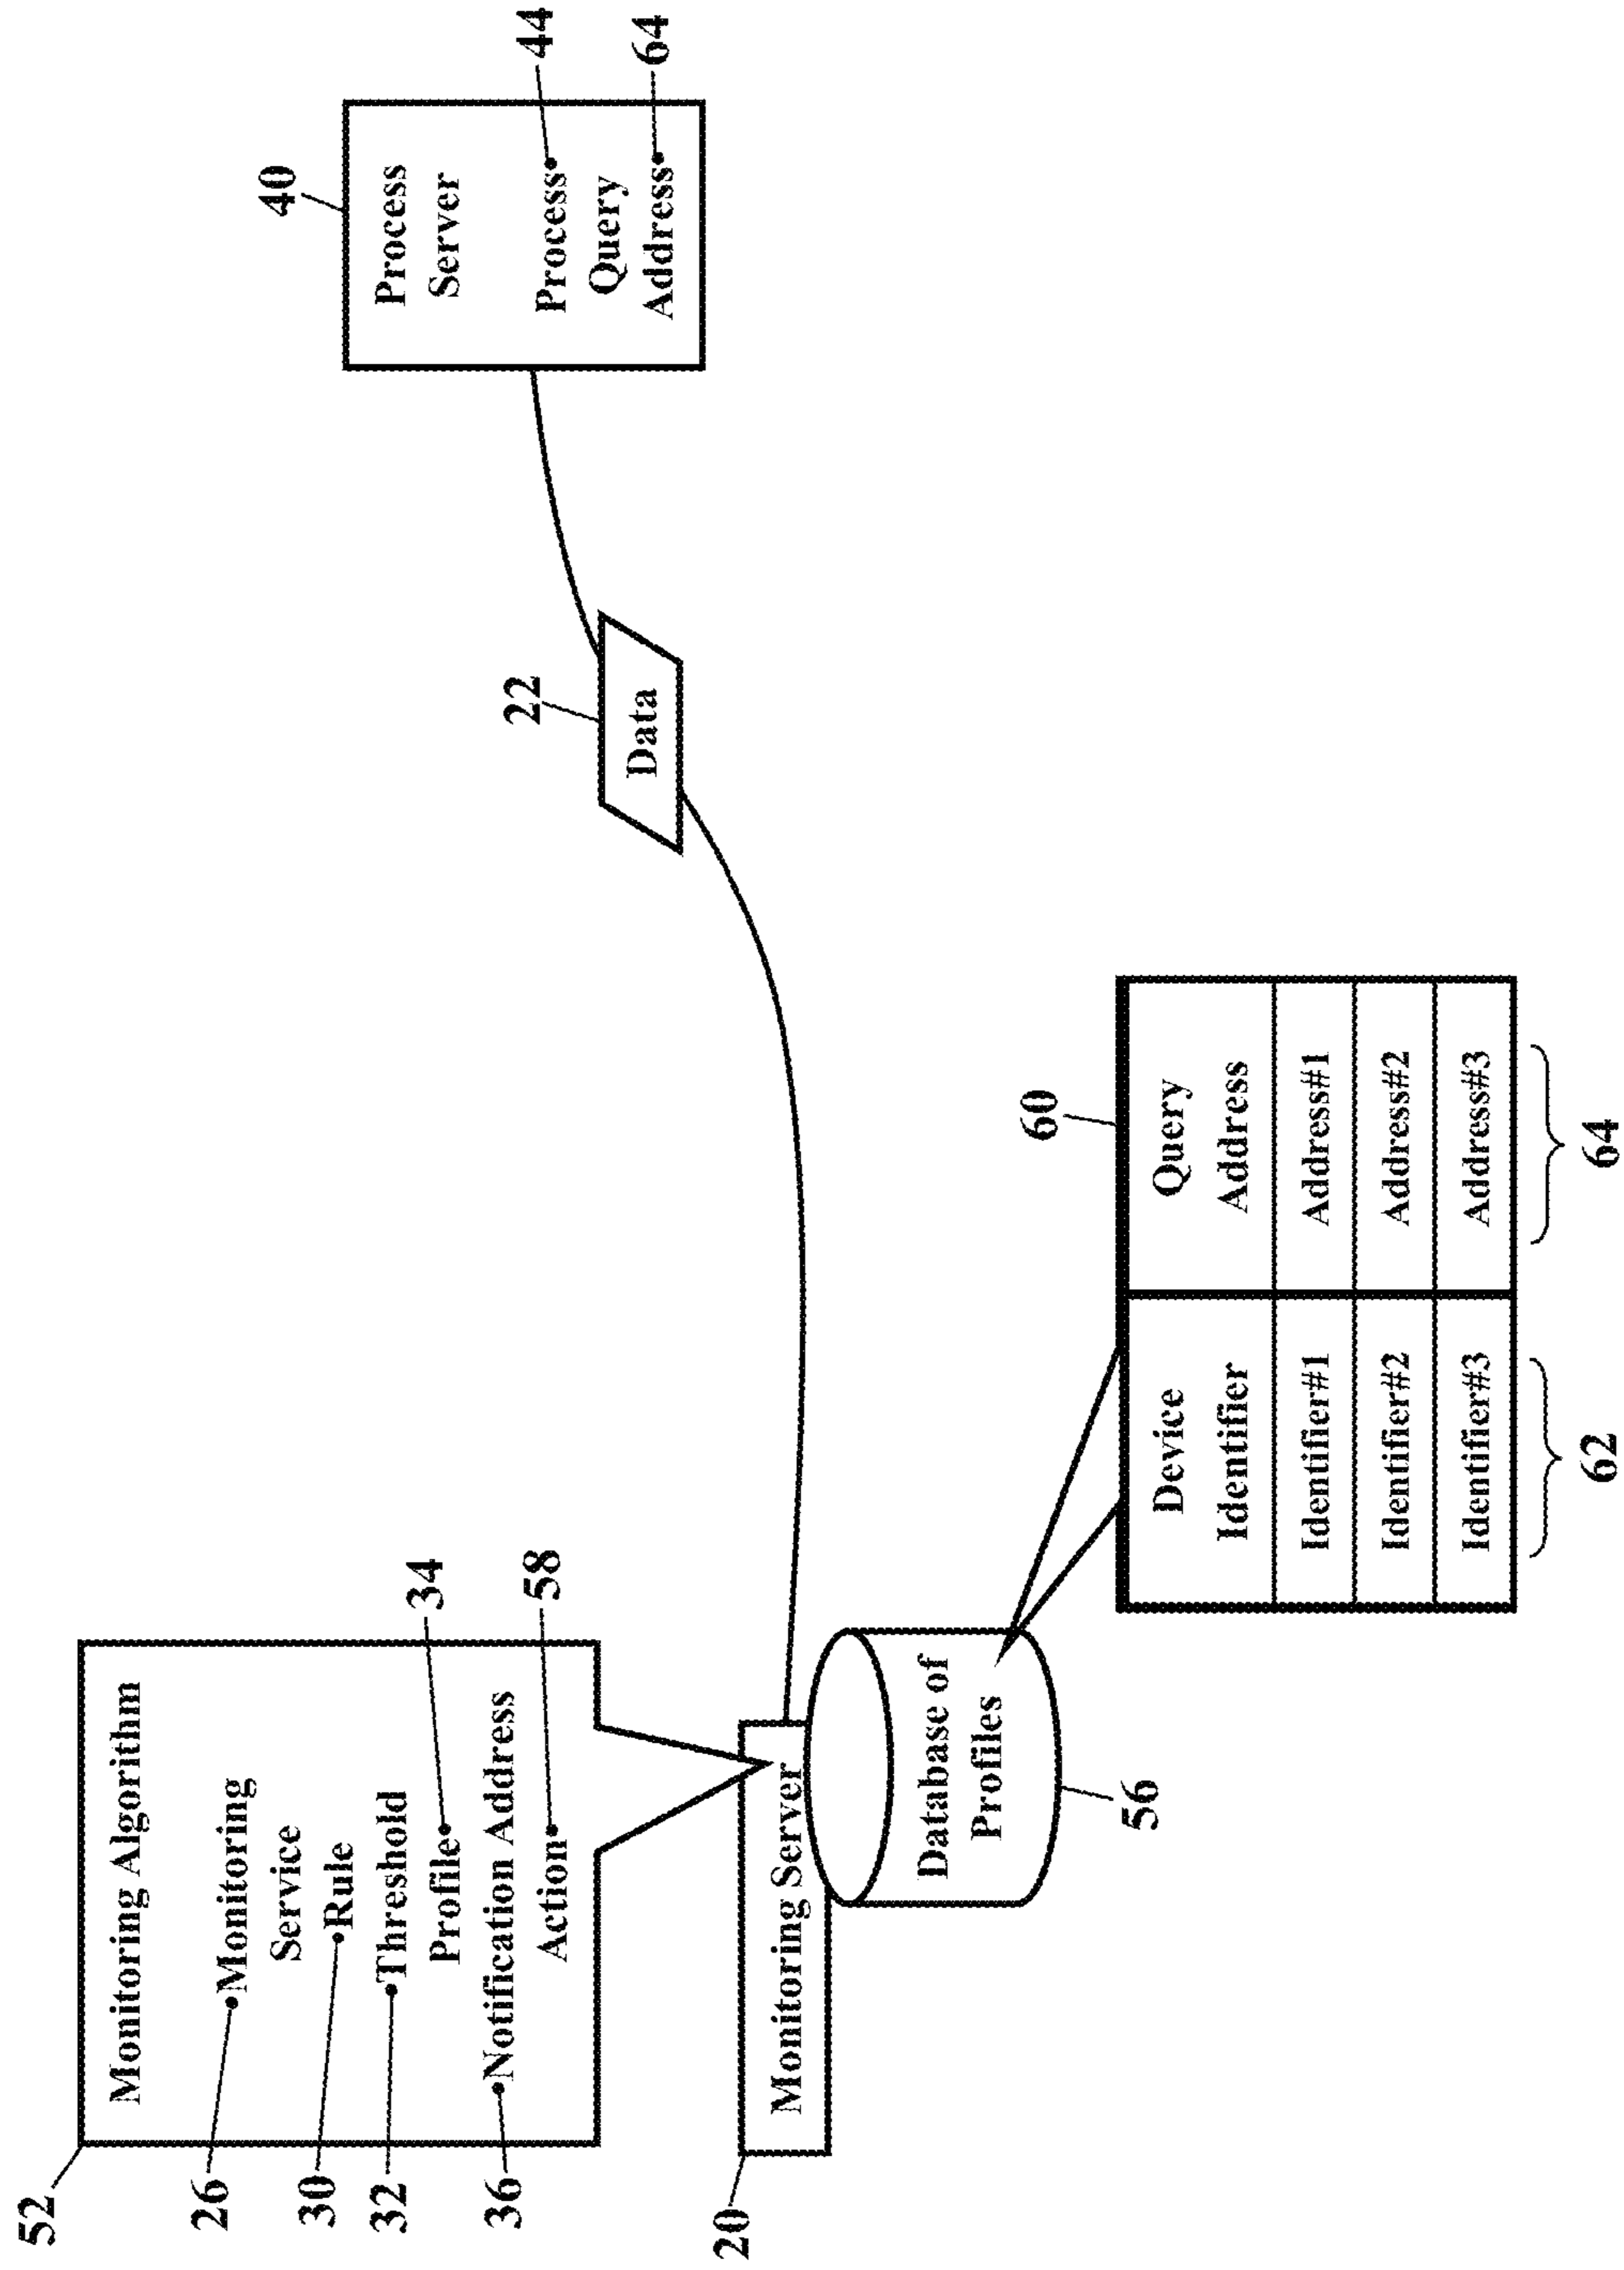 52
Monitoring Algorithm
26
Monitoring
Service
30
Rule
32
Threshold
Profile
34
36
Notification Address
Action
58
20
Monitoring Server
Database of
Profiles
56
22
Data
40
Process
Server
Process
44
Query
Address
64
60
Device
Identifier
Query
Address
Identifier#1
Address#1
Identifier#2
Address#2
Identifier#3
Address#3
62
64